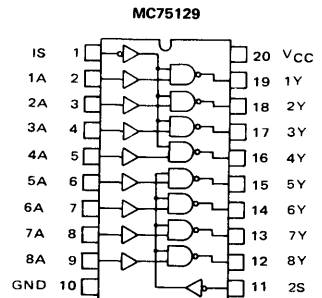 MC75129
IS 1 20 VCC
1A 2 19 1Y
2A 3 18 2Y
3A 4 17 3Y
4A 5 16 4Y
5A 6 15 5Y
6A 7 14 6Y
7A 8 13 7Y
8A 9 12 8Y
GND 10 11 2S